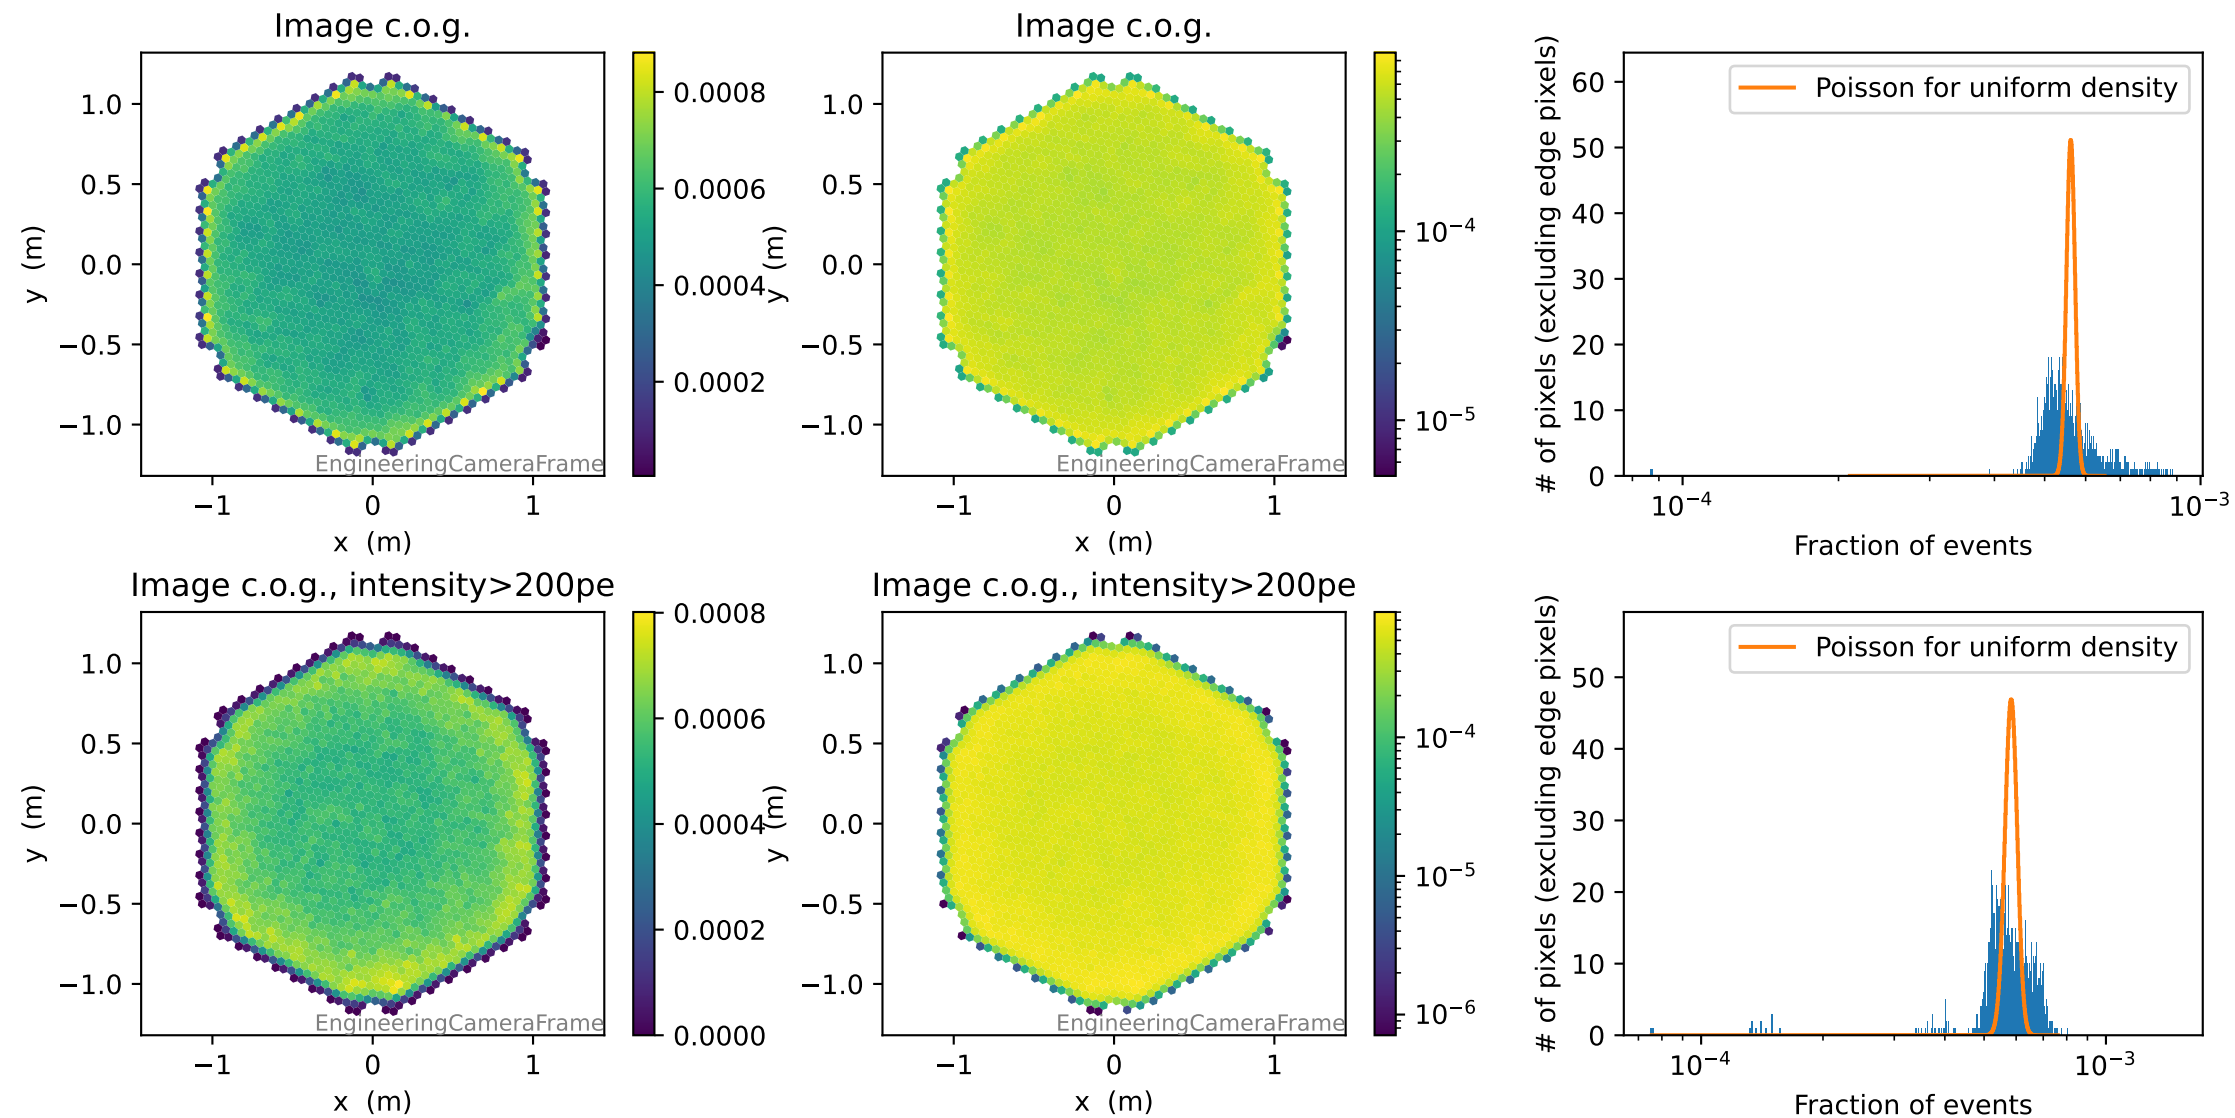 Image c.o.g.
y (m)
1.0
0.5
0.0
−0.5
−1.0
−1
0
1
x (m)
EngineeringCameraFrame
0.0008
0.0006
0.0004
0.0002
Image c.o.g.
y (m)
1.0
0.5
0.0
−0.5
−1.0
−1
0
1
x (m)
EngineeringCameraFrame
10−4
10−5
# of pixels (excluding edge pixels)
60
50
40
30
20
10
0
Poisson for uniform density
10−4
10−3
Fraction of events
Image c.o.g., intensity>200pe
y (m)
1.0
0.5
0.0
−0.5
−1.0
−1
0
1
x (m)
EngineeringCameraFrame
0.0008
0.0006
0.0004
0.0002
0.0000
Image c.o.g., intensity>200pe
y (m)
1.0
0.5
0.0
−0.5
−1.0
−1
0
1
x (m)
EngineeringCameraFrame
10−4
10−5
10−6
# of pixels (excluding edge pixels)
50
40
30
20
10
0
Poisson for uniform density
10−4
10−3
Fraction of events